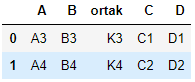 A B ortak C D
0 A3 B3 K3 C1 D1
1 A4 B4 K4 C2 D2